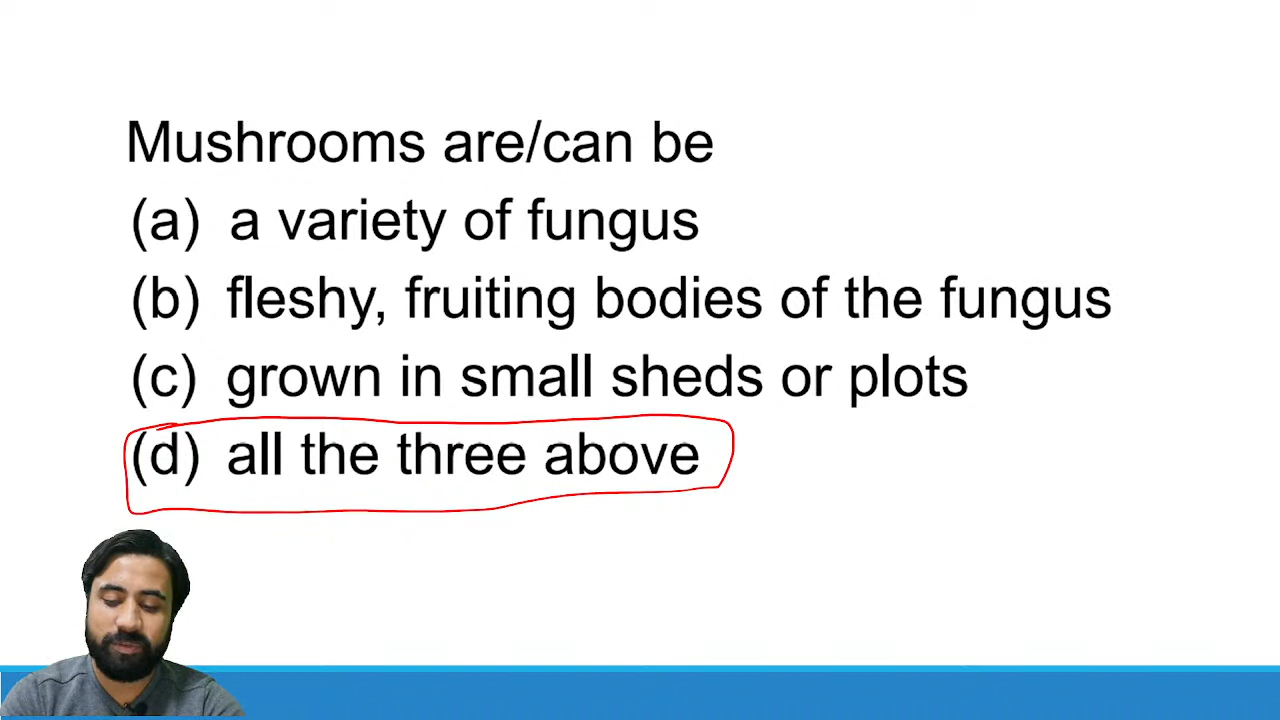 Mushrooms are/can be
(a) a variety of fungus
(b) fleshy, fruiting bodies of the fungus
(c) grown in small sheds or plots
(d) all the three above